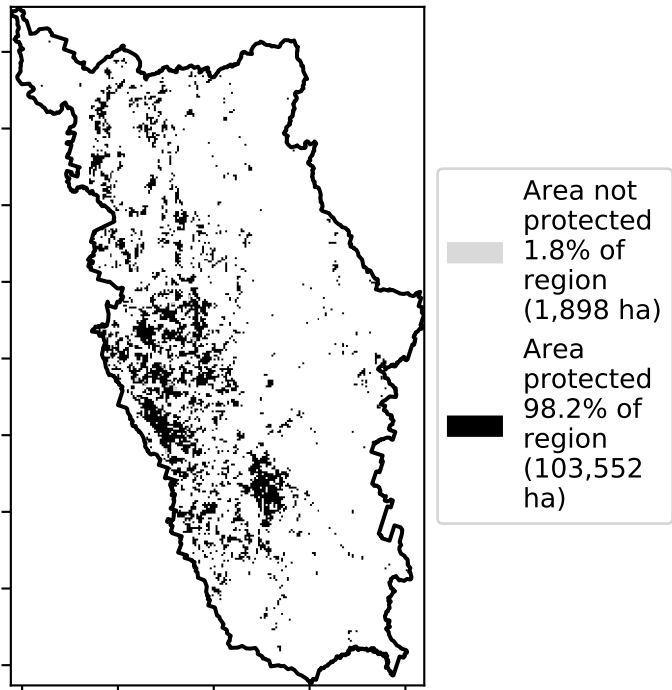 Area not
protected
1.8% of
region
(1,898 ha)
Area
protected
98.2% of
region
(103,552
ha)